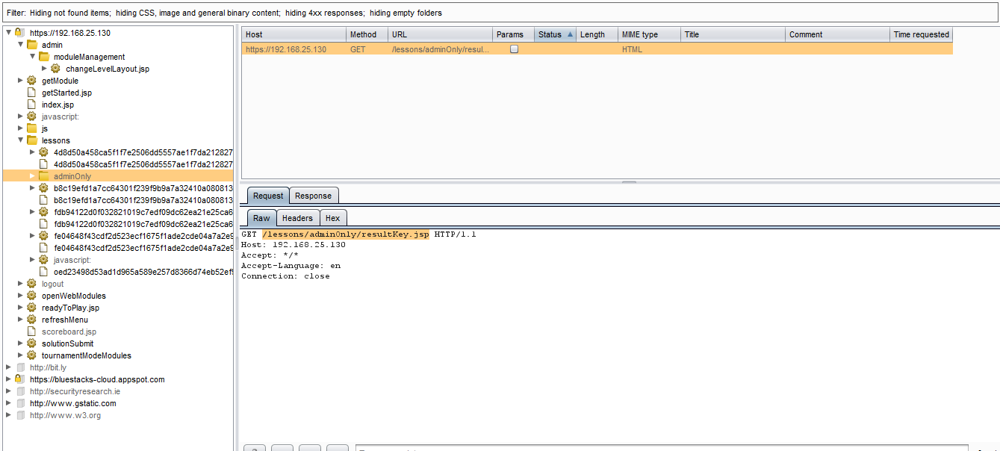 Filter: Hiding not found items; hiding CSS, image and general binary content; hiding 4xx responses; hiding empty folders
https://192.168.25.130
admin
moduleManagement
changeLevelLayout.jsp
getModule
getStarted.jsp
index.jsp
javascript:
js
lessons
4d8d50a458ca5f1f7e2506dd5557ae1f7da212827
4d8d50a458ca5f1f7e2506dd5557ae1f7da212827
adminOnly
b8c19efd1a7cc64301f239f9b9a7a32410a080813
b8c19efd1a7cc64301f239f9b9a7a32410a080813
fdb94122d0f032821019c7edf09dc62ea21e25ca6
fdb94122d0f032821019c7edf09dc62ea21e25ca6
fe04648f43cdf2d523ecf1675f1ade2cde04a7a2e9
fe04648f43cdf2d523ecf1675f1ade2cde04a7a2e9
javascript:
oed23498d53ad1d965a589e257d8366d74eb52ef
logout
openWebModules
readyToPlay.jsp
refreshMenu
scoreboard.jsp
solutionSubmit
tournamentModeModules
http://bit.ly
https://bluestacks-cloud.appspot.com
http://securityresearch.ie
http://www.gstatic.com
http://www.w3.org
Host Method URL Params Status Length MIME type Title Comment Time requested
https://192.168.25.130 GET /lessons/adminOnly/resul... HTML
Request Response
Raw Headers Hex
GET /lessons/adminOnly/resultKey.jsp HTTP/1.1
Host: 192.168.25.130
Accept: */*
Accept-Language: en
Connection: close